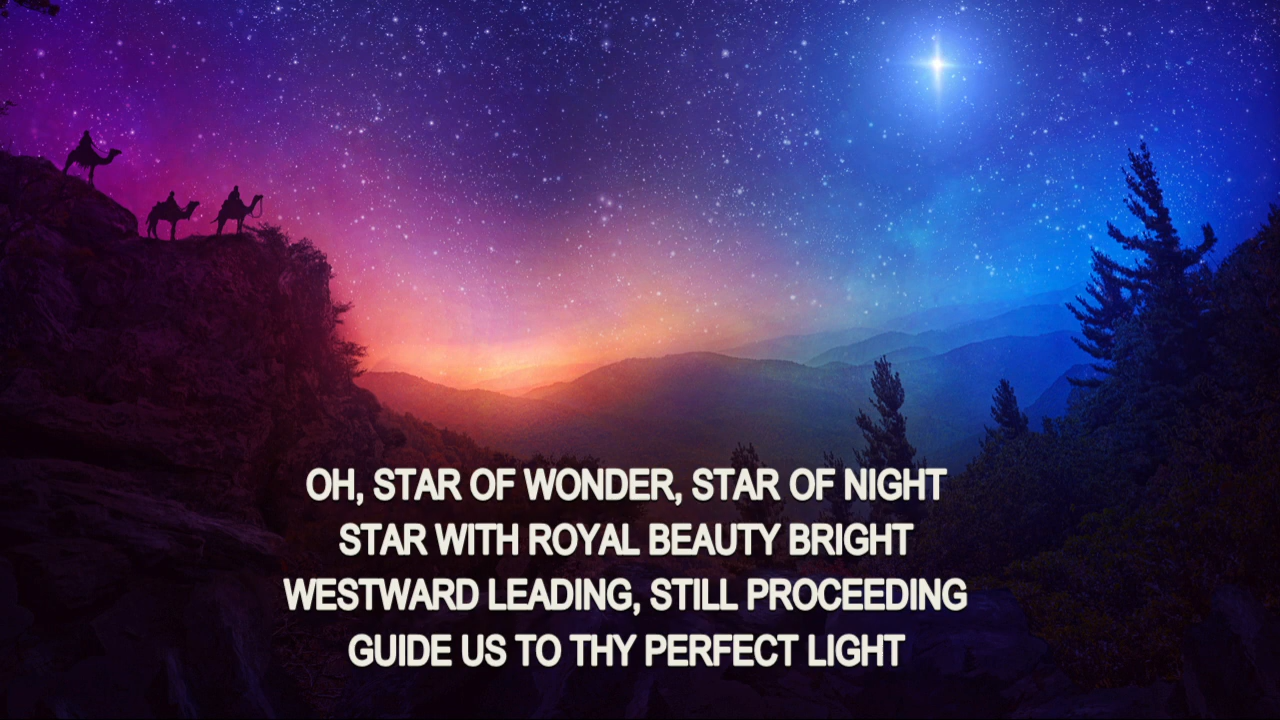 OH, STAR OF WONDER, STAR OF NIGHT
STAR WITH ROYAL BEAUTY BRIGHT
WESTWARD LEADING, STILL PROCEEDING
GUIDE US TO THY PERFECT LIGHT